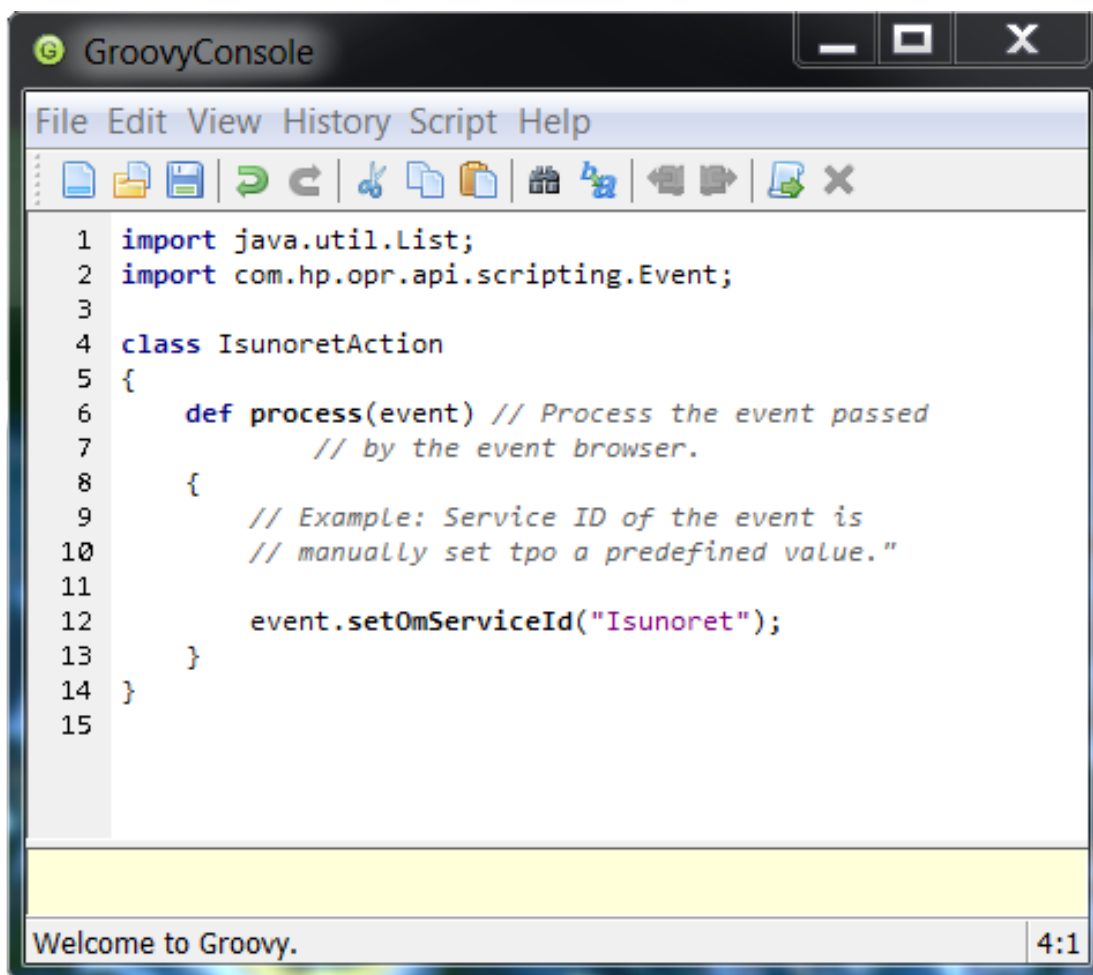 GroovyConsole
File Edit View History Script Help
1 import java.util.List;
2 import com.hp.opr.api.scripting.Event;
3
4 class IsunoretAction
5 {
6     def process(event) // Process the event passed
7             // by the event browser.
8     {
9         // Example: Service ID of the event is
10         // manually set tpo a predefined value."
11
12         event.setOmServiceId("Isunoret");
13     }
14 }
15
Welcome to Groovy. 4:1